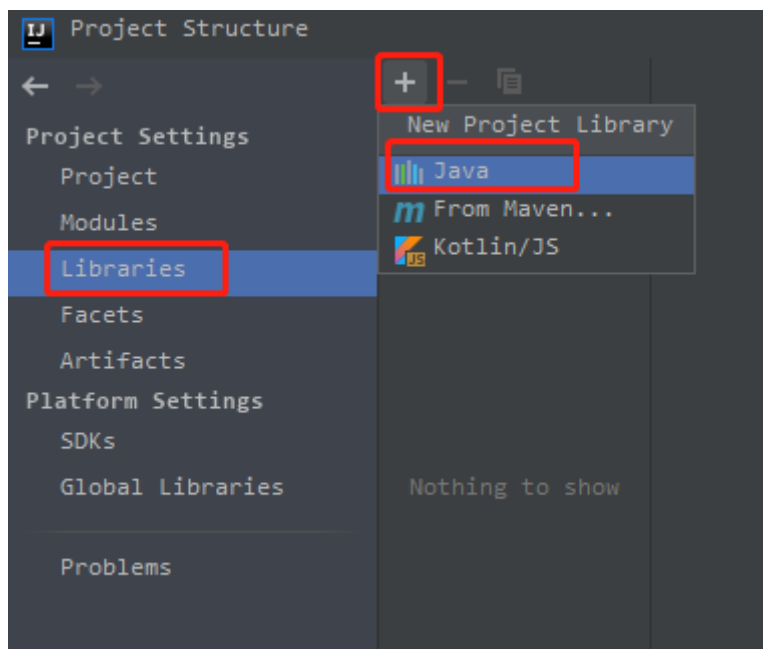 IJ
Project Structure
Project Settings
Project
Modules
Libraries
Facets
Artifacts
Platform Settings
SDKs
Global Libraries
Problems
New Project Library
Java
m From Maven...
JS Kotlin/JS
Nothing to show